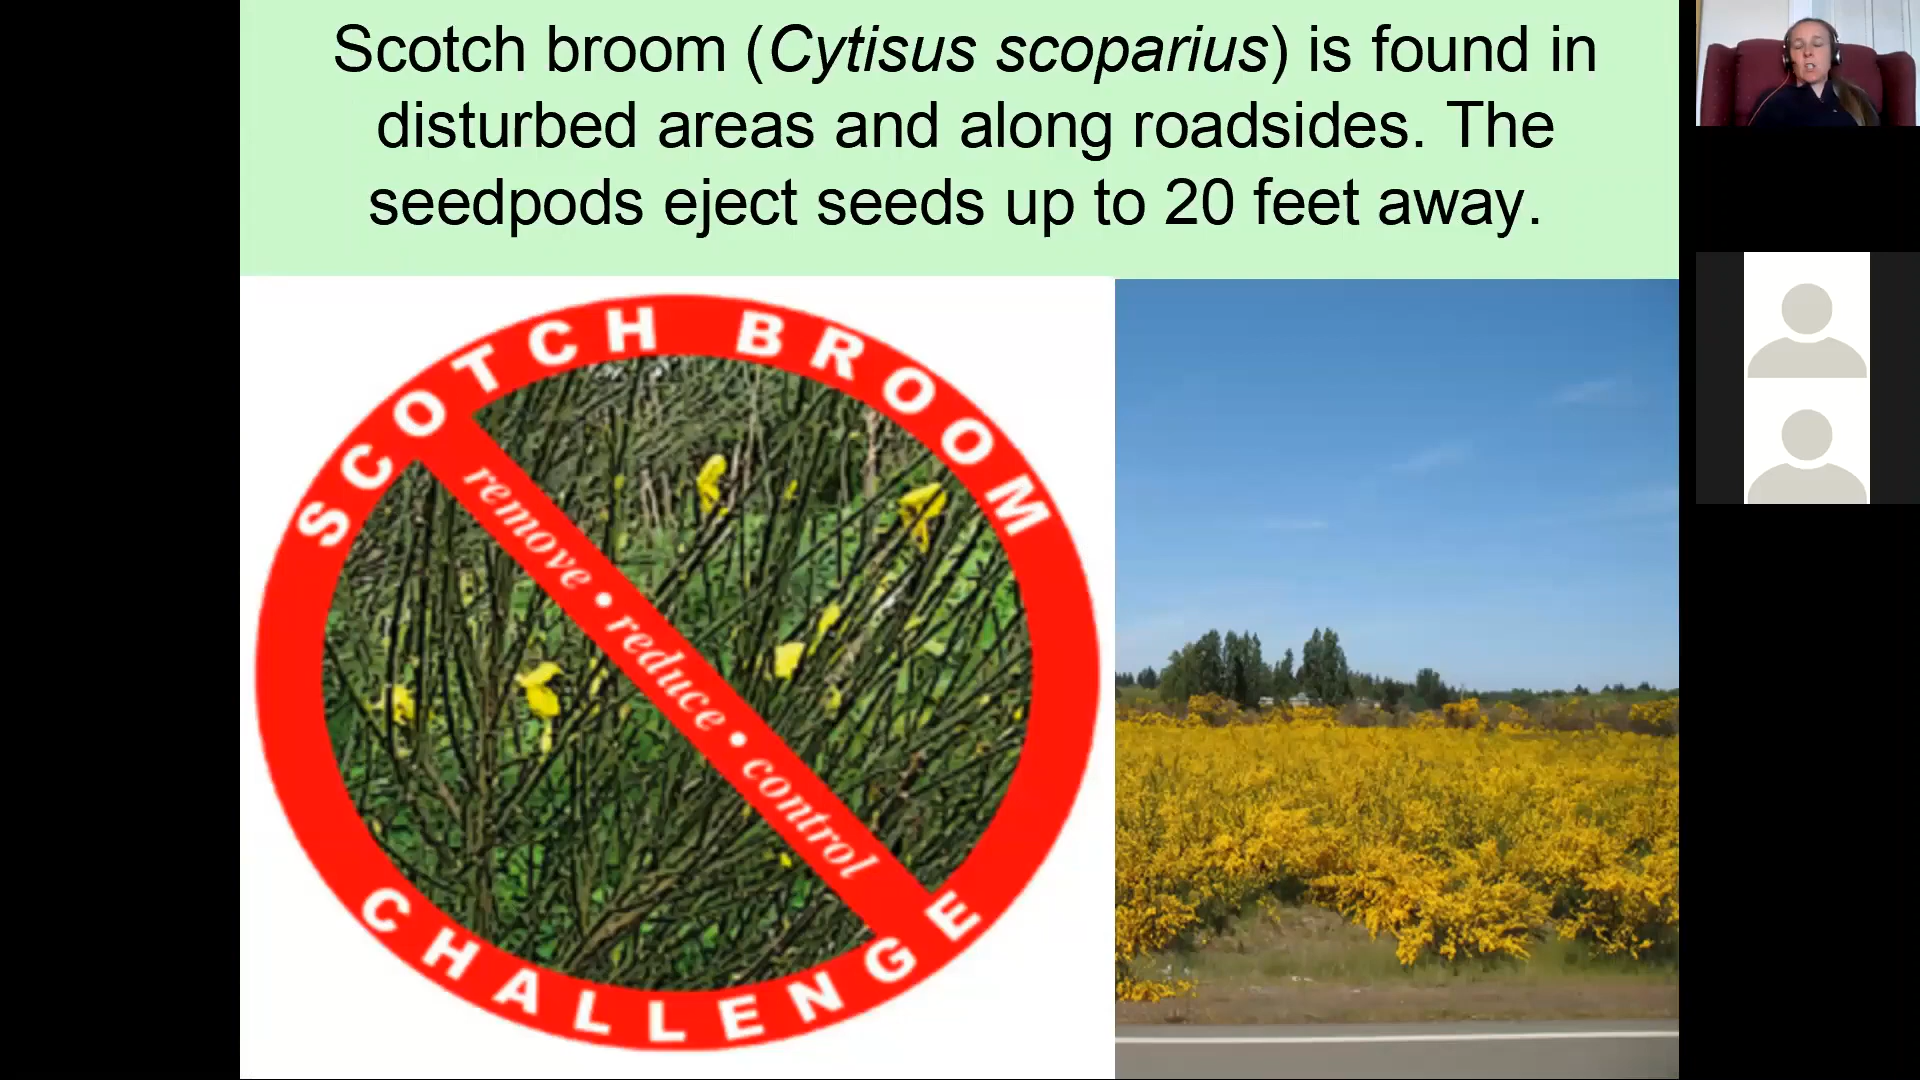 Scotch broom (Cytisus scoparius) is found in
disturbed areas and along roadsides. The
seedpods eject seeds up to 20 feet away.
SCOTCH BROOM
remove • reduce • control
CHALLENGE